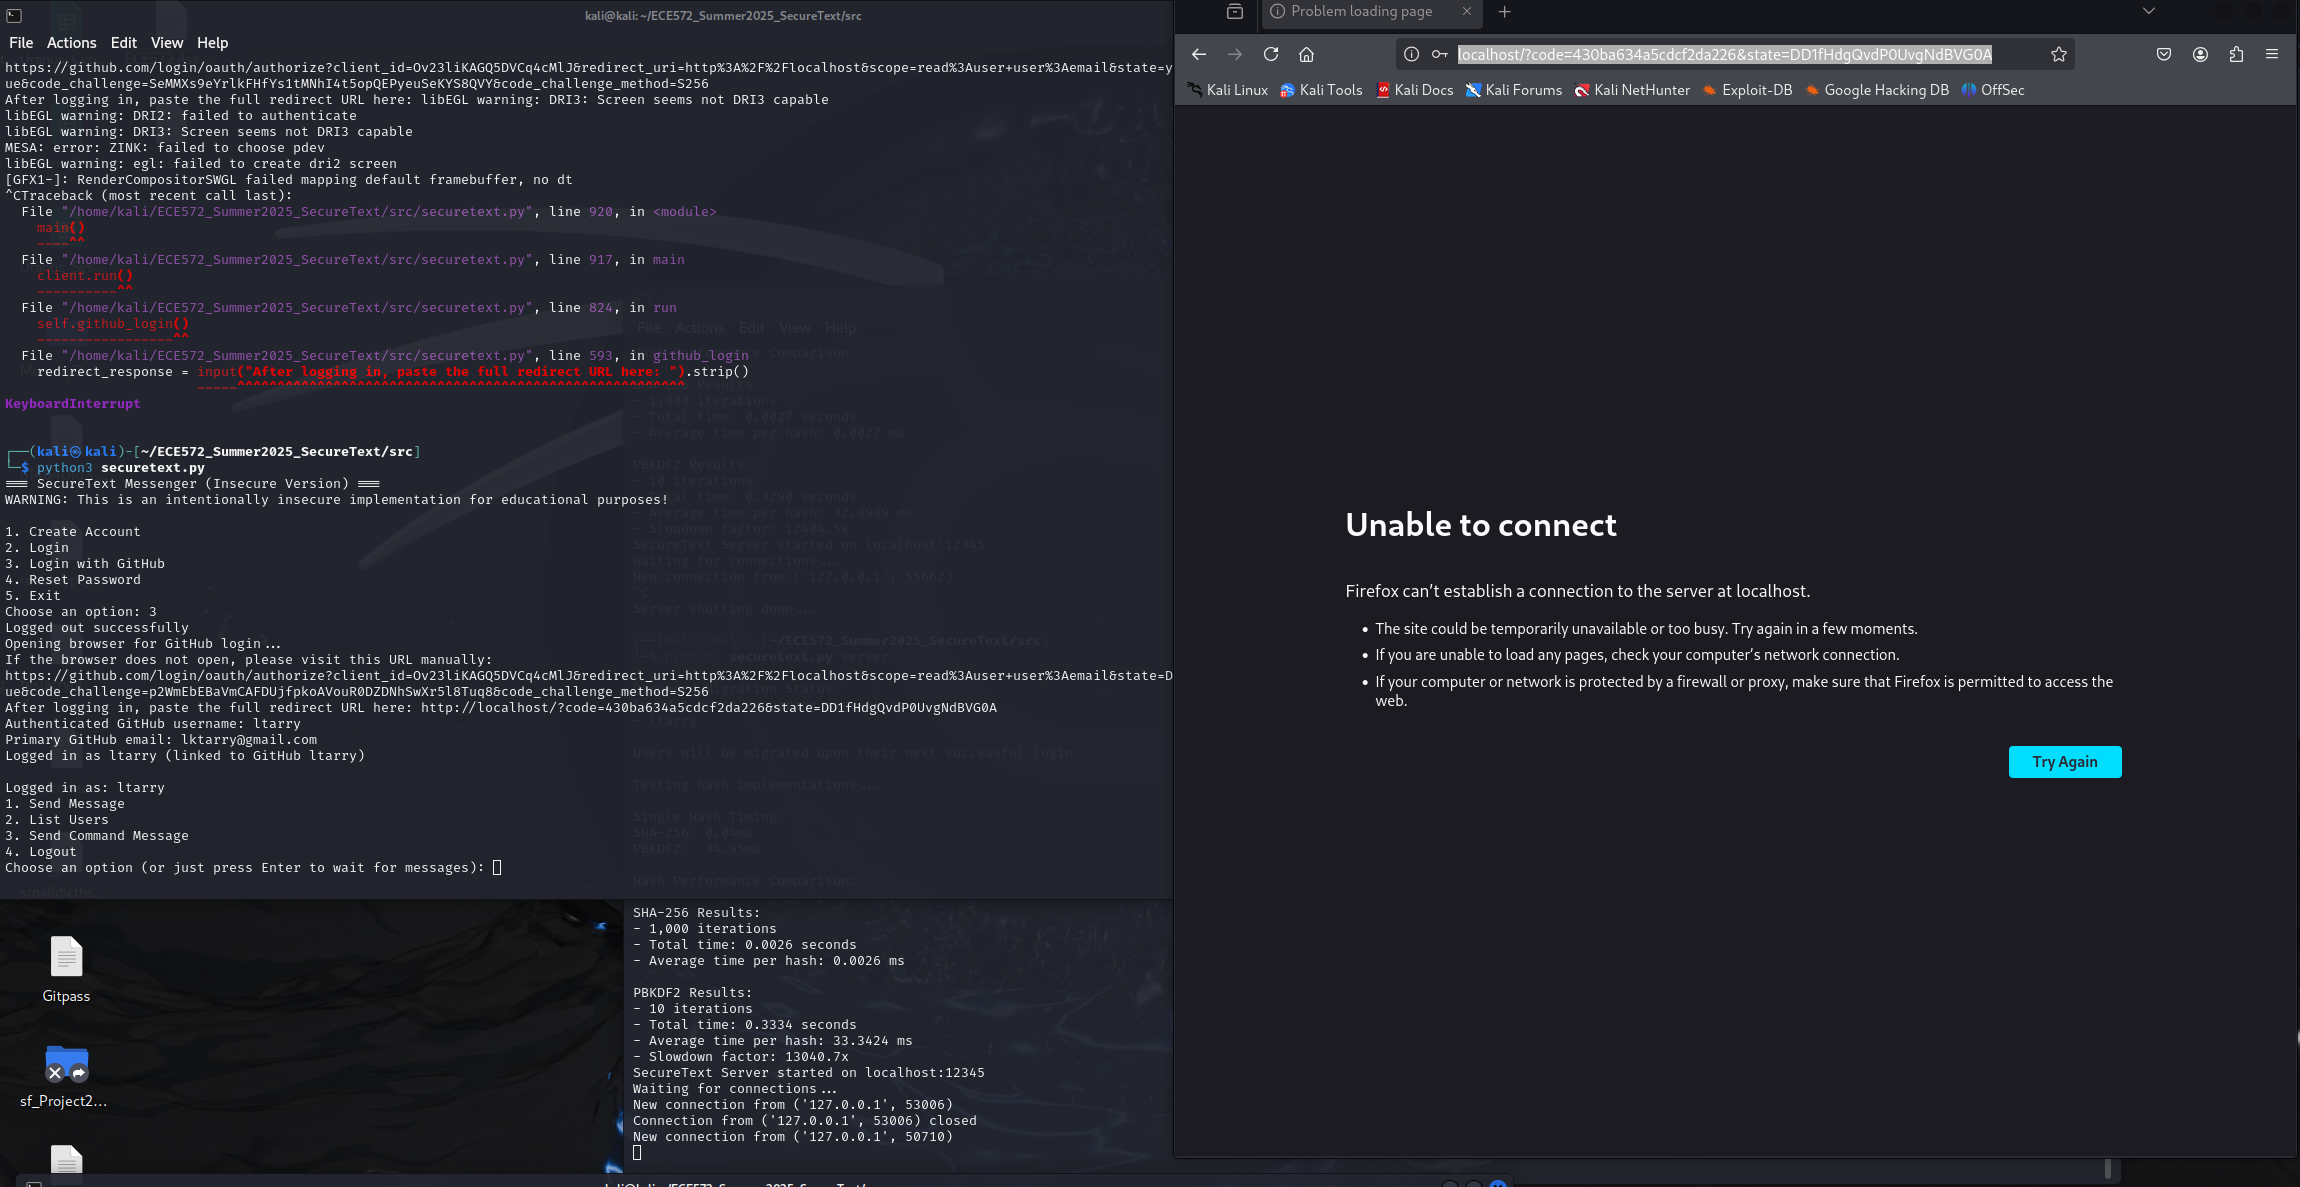 kali@kali: ~/ECE572_Summer2025_SecureText/src
File Actions Edit View Help
https://github.com/login/oauth/authorize?client_id=Ov23liKAGQ5DVCq4cMlJ&redirect_uri=http%3A%2F%2Flocalhost&scope=read%3Auser+user%3Aemail&state=y
ue&code_challenge=SeMMXs9eYrlkFHfYs1tMNhI4t5opQEPyeuSeKYS8QVY&code_challenge_method=S256
After logging in, paste the full redirect URL here: libEGL warning: DRI3: Screen seems not DRI3 capable
libEGL warning: DRI2: failed to authenticate
libEGL warning: DRI3: Screen seems not DRI3 capable
MESA: error: ZINK: failed to choose pdev
libEGL warning: egl: failed to create dri2 screen
[GFX1-]: RenderCompositorSWGL failed mapping default framebuffer, no dt
^CTraceback (most recent call last):
File "/home/kali/ECE572_Summer2025_SecureText/src/securetext.py", line 920, in <module>
main()
~~~~^^
File "/home/kali/ECE572_Summer2025_SecureText/src/securetext.py", line 917, in main
client.run()
~~~~~~~~~~^^
File "/home/kali/ECE572_Summer2025_SecureText/src/securetext.py", line 824, in run
self.github_login()
~~~~~~~~~~~~~~~~~^^
File "/home/kali/ECE572_Summer2025_SecureText/src/securetext.py", line 593, in github_login
redirect_response = input("After logging in, paste the full redirect URL here: ").strip()
~~~~~^^^^^^^^^^^^^^^^^^^^^^^^^^^^^^^^^^^^^^^^^^^^^^^^^^^^^^^^
KeyboardInterrupt
┌──(kali㉿kali)-[~/ECE572_Summer2025_SecureText/src]
└─$ python3 securetext.py
=== SecureText Messenger (Insecure Version) ===
WARNING: This is an intentionally insecure implementation for educational purposes!
1. Create Account
2. Login
3. Login with GitHub
4. Reset Password
5. Exit
Choose an option: 3
Logged out successfully
Opening browser for GitHub login...
If the browser does not open, please visit this URL manually:
https://github.com/login/oauth/authorize?client_id=Ov23liKAGQ5DVCq4cMlJ&redirect_uri=http%3A%2F%2Flocalhost&scope=read%3Auser+user%3Aemail&state=D
ue&code_challenge=p2WmEbEBaVmCAFDUjfpkoAVouR0DZDNhSwXr5l8Tuq8&code_challenge_method=S256
After logging in, paste the full redirect URL here: http://localhost/?code=430ba634a5cdcf2da226&state=DD1fHdgQvdP0UvgNdBVG0A
Authenticated GitHub username: ltarry
Primary GitHub email: lktarry@gmail.com
Logged in as ltarry (linked to GitHub ltarry)
Logged in as: ltarry
1. Send Message
2. List Users
3. Send Command Message
4. Logout
Choose an option (or just press Enter to wait for messages):
SHA-256 Results:
- 1,000 iterations
- Total time: 0.0026 seconds
- Average time per hash: 0.0026 ms
PBKDF2 Results:
- 10 iterations
- Total time: 0.3334 seconds
- Average time per hash: 33.3424 ms
- Slowdown factor: 13040.7x
SecureText Server started on localhost:12345
Waiting for connections...
New connection from ('127.0.0.1', 53006)
Connection from ('127.0.0.1', 53006) closed
New connection from ('127.0.0.1', 50710)
Gitpass
sf_Project2...
Problem loading page
localhost/?code=430ba634a5cdcf2da226&state=DD1fHdgQvdP0UvgNdBVG0A
Kali Linux Kali Tools Kali Docs Kali Forums Kali NetHunter Exploit-DB Google Hacking DB OffSec
Unable to connect
Firefox can't establish a connection to the server at localhost.
• The site could be temporarily unavailable or too busy. Try again in a few moments.
• If you are unable to load any pages, check your computer's network connection.
• If your computer or network is protected by a firewall or proxy, make sure that Firefox is permitted to access the
web.
Try Again